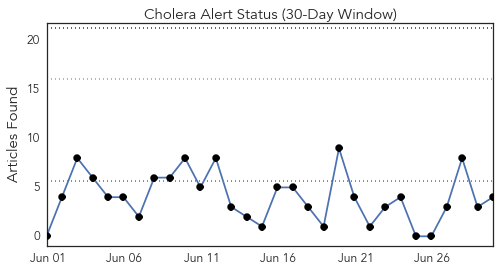 Cholera Alert Status (30-Day Window)
Articles Found
20
15
10
5
0
Jun 01 Jun 06 Jun 11 Jun 16 Jun 21 Jun 26